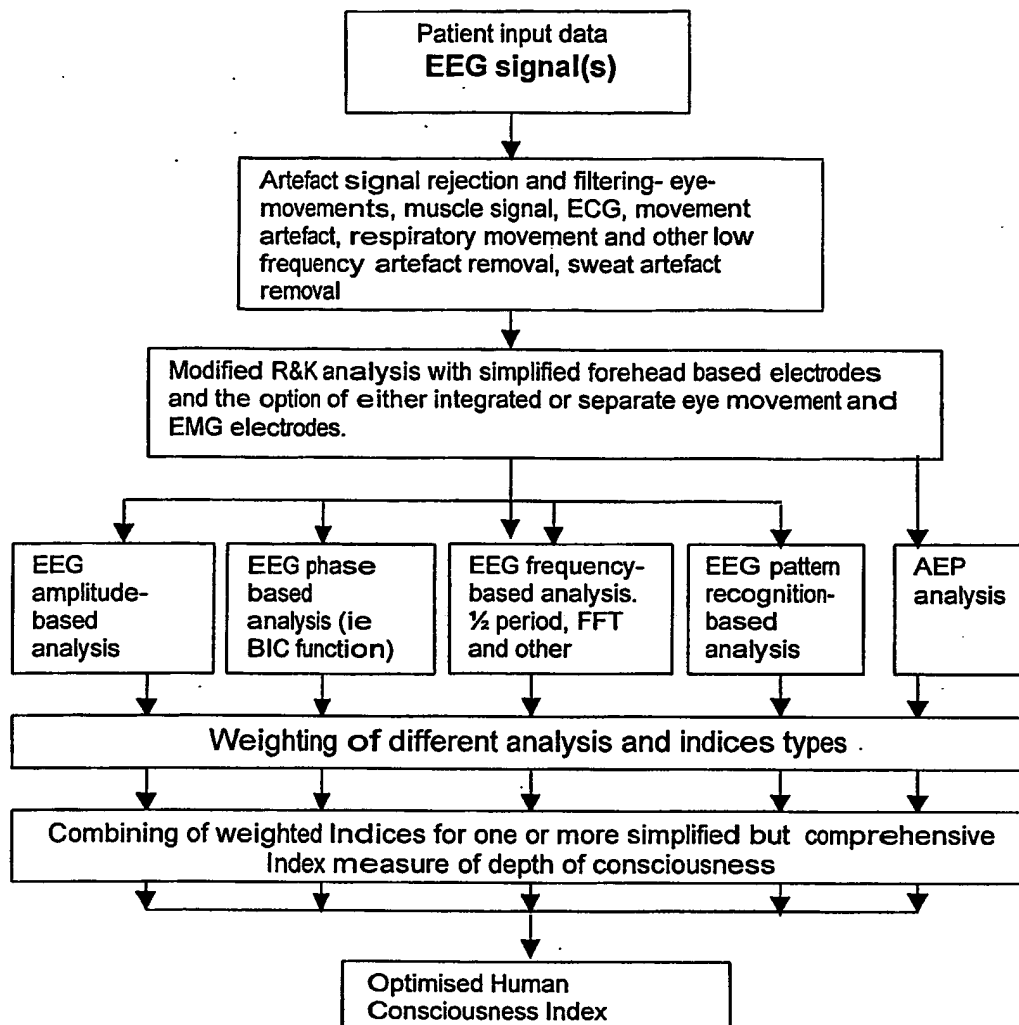 Patient input data
EEG signal(s)
Artefact signal rejection and filtering- eye-
movements, muscle signal, ECG, movement
artefact, respiratory movement and other low
frequency artefact removal, sweat artefact
removal
Modified R&K analysis with simplified forehead based electrodes
and the option of either integrated or separate eye movement and
EMG electrodes.
EEG
amplitude-
based
analysis
EEG phase
based
analysis (ie
BIC function)
EEG frequency-
based analysis.
½ period, FFT
and other
EEG pattern
recognition-
based
analysis
AEP
analysis
Weighting of different analysis and indices types
Combining of weighted Indices for one or more simplified but comprehensive
Index measure of depth of consciousness
Optimised Human
Consciousness Index